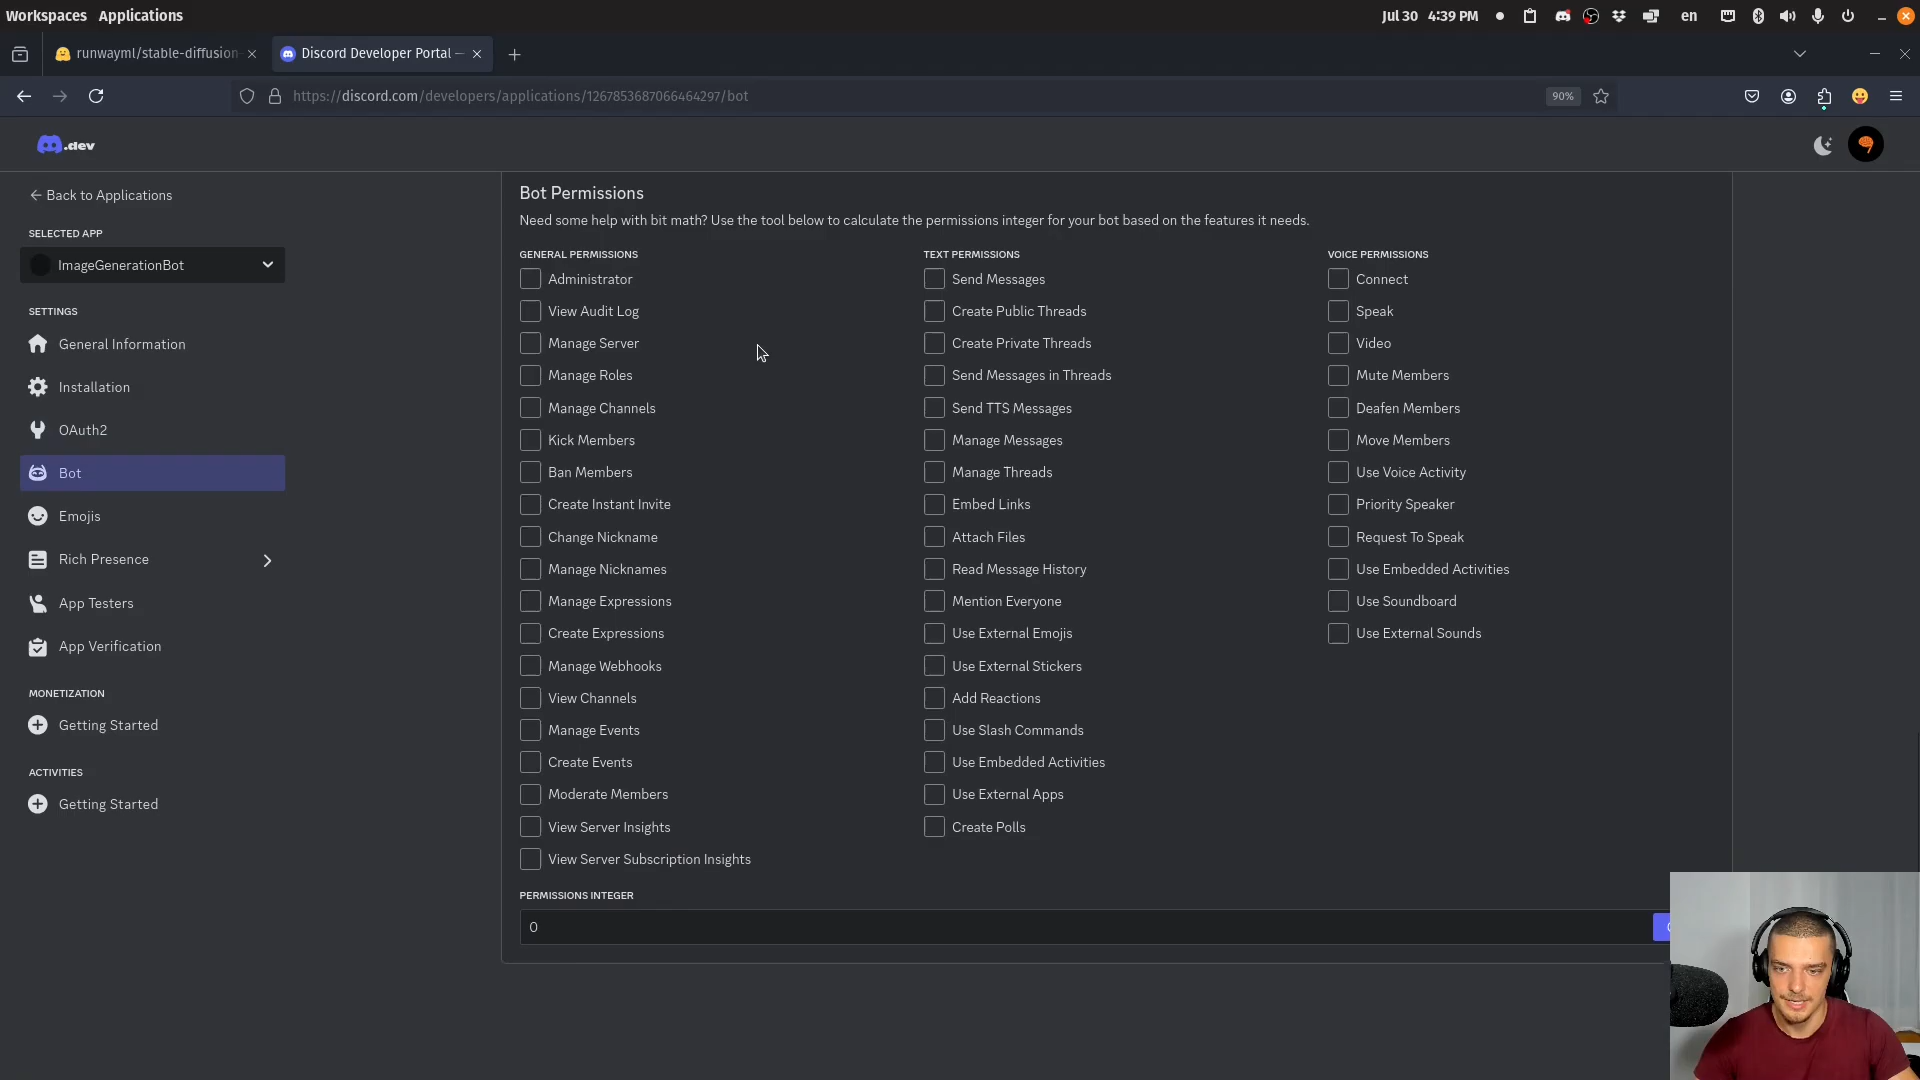 Workspaces Applications
Jul 30 4:39 PM
en
runwayml/stable-diffusion-
Discord Developer Portal —
https://discord.com/developers/applications/1267853687066464297/bot
90%
.dev
Back to Applications
SELECTED APP
ImageGenerationBot
SETTINGS
General Information
Installation
OAuth2
Bot
Emojis
Rich Presence
App Testers
App Verification
MONETIZATION
Getting Started
ACTIVITIES
Getting Started
Bot Permissions
Need some help with bit math? Use the tool below to calculate the permissions integer for your bot based on the features it needs.
GENERAL PERMISSIONS
Administrator
View Audit Log
Manage Server
Manage Roles
Manage Channels
Kick Members
Ban Members
Create Instant Invite
Change Nickname
Manage Nicknames
Manage Expressions
Create Expressions
Manage Webhooks
View Channels
Manage Events
Create Events
Moderate Members
View Server Insights
View Server Subscription Insights
TEXT PERMISSIONS
Send Messages
Create Public Threads
Create Private Threads
Send Messages in Threads
Send TTS Messages
Manage Messages
Manage Threads
Embed Links
Attach Files
Read Message History
Mention Everyone
Use External Emojis
Use External Stickers
Add Reactions
Use Slash Commands
Use Embedded Activities
Use External Apps
Create Polls
VOICE PERMISSIONS
Connect
Speak
Video
Mute Members
Deafen Members
Move Members
Use Voice Activity
Priority Speaker
Request To Speak
Use Embedded Activities
Use Soundboard
Use External Sounds
PERMISSIONS INTEGER
0